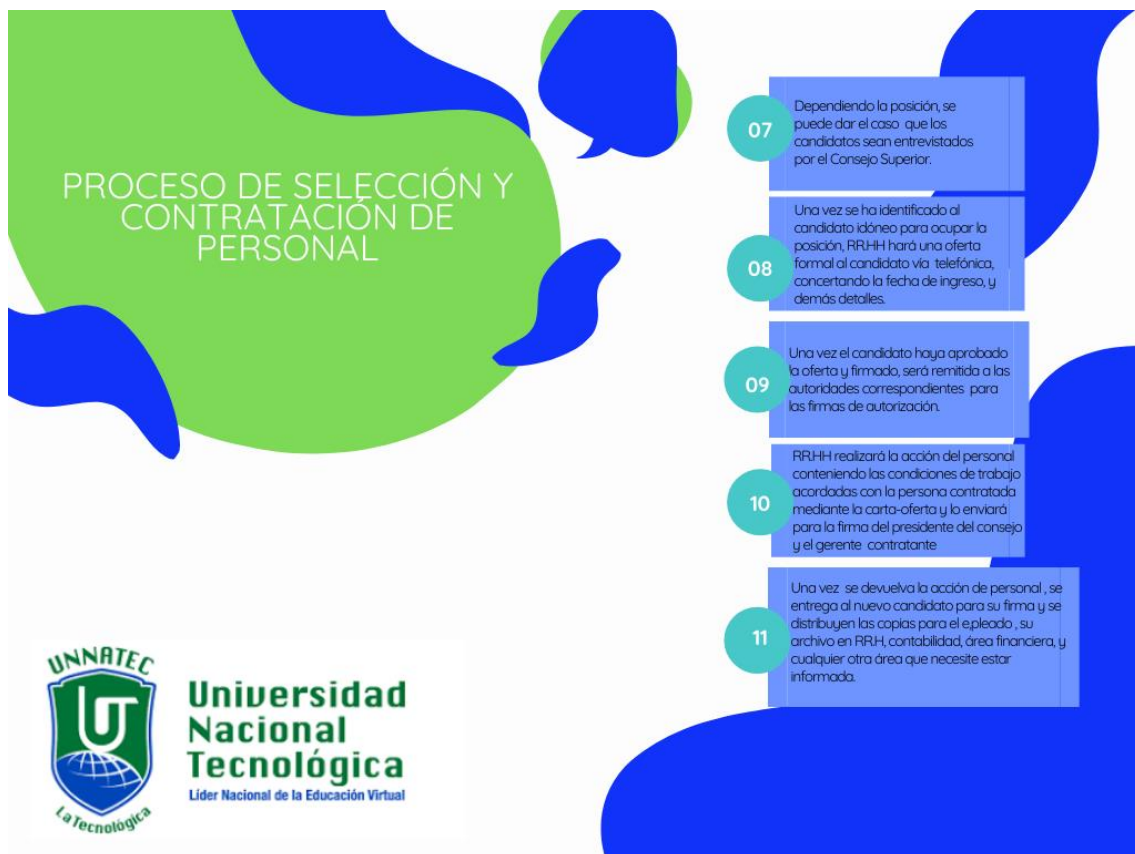 PROCESO DE SELECCIÓN Y
CONTRATACIÓN DE
PERSONAL
07
Dependiendo la posición, se
puede dar el caso que los
candidatos sean entrevistados
por el Consejo Superior.
08
Una vez se ha identificado al
candidato idóneo para ocupar la
posición, RR.HH hará una oferta
formal al candidato vía telefónica,
concertando la fecha de ingreso, y
demás detalles.
09
Una vez el candidato haya aprobado
la oferta y firmado, será remitida a las
autoridades correspondientes para
las firmas de autorización.
10
RR.HH realizará la acción del personal
conteniendo las condiciones de trabajo
acordadas con la persona contratada
mediante la carta-oferta y lo enviará
para la firma del presidente del consejo
y el gerente contratante
11
Una vez se devuelva la acción de personal , se
entrega al nuevo candidato para su firma y se
distribuyen las copias para el e,pleado , su
archivo en RR.H, contabilidad, área financiera, y
cualquier otra área que necesite estar
informada.
UNNATEC
UT
La Tecnológica
Universidad
Nacional
Tecnológica
Líder Nacional de la Educación Virtual